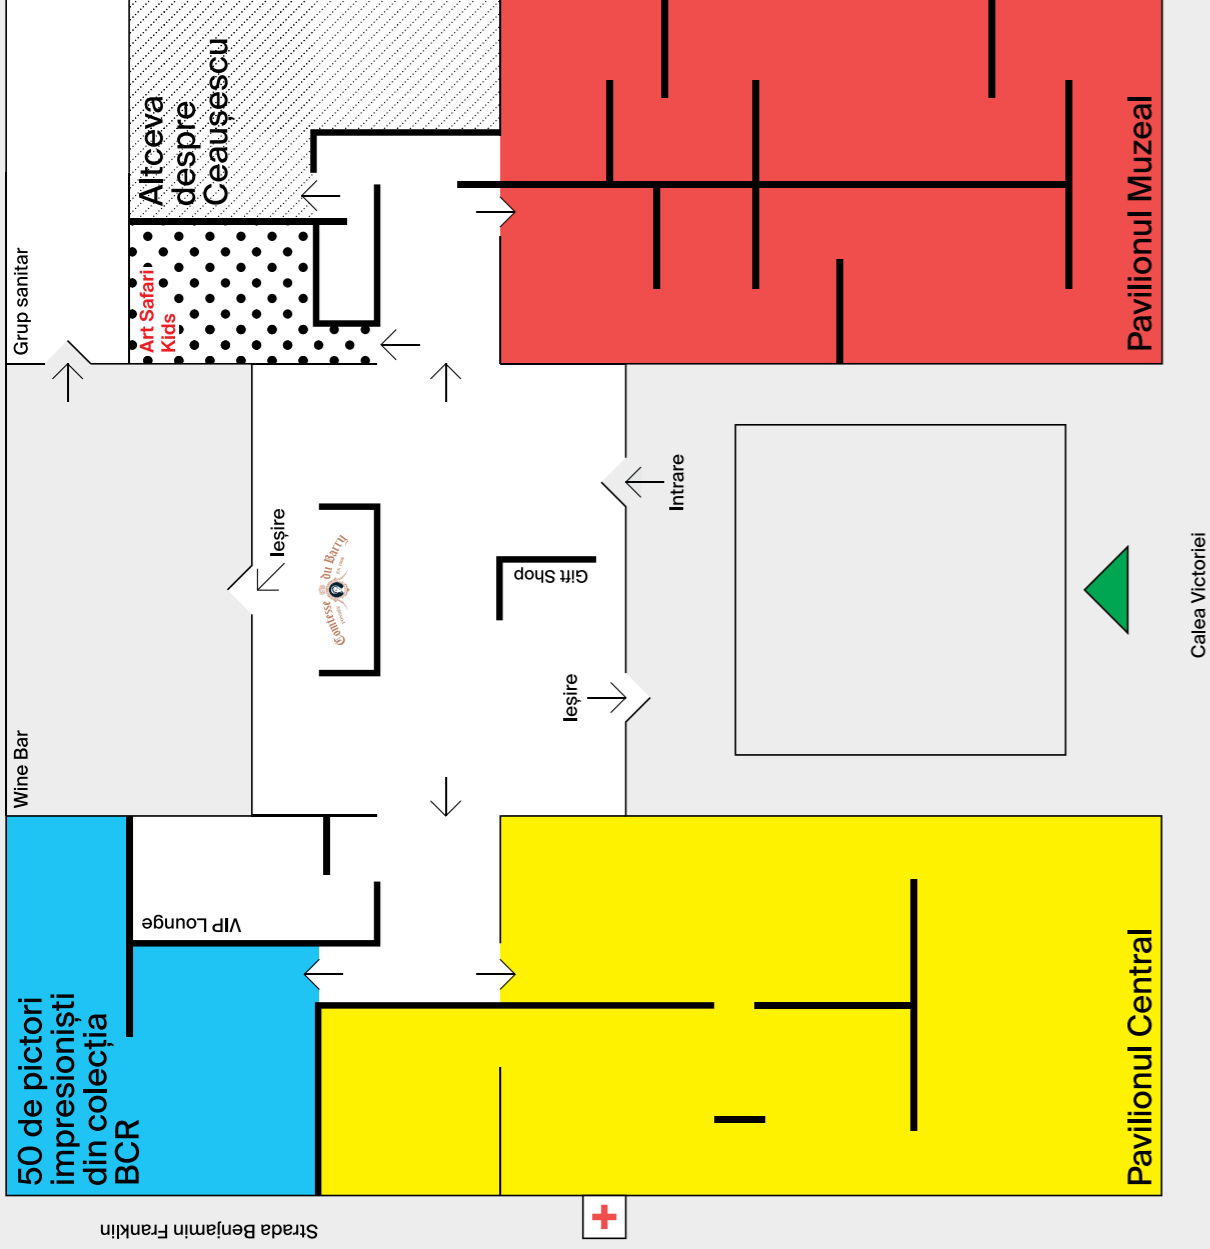 Grup sanitar
Altceva
despre
Ceaușescu
Art Safari
Kids
Pavilionul Muzeal
Wine Bar
Ieșire
Comtesse du Barry
Gift Shop
Intrare
Ieșire
Calea Victoriei
VIP Lounge
50 de pictori
impresioniști
din colecția
BCR
Pavilionul Central
Strada Benjamin Franklin